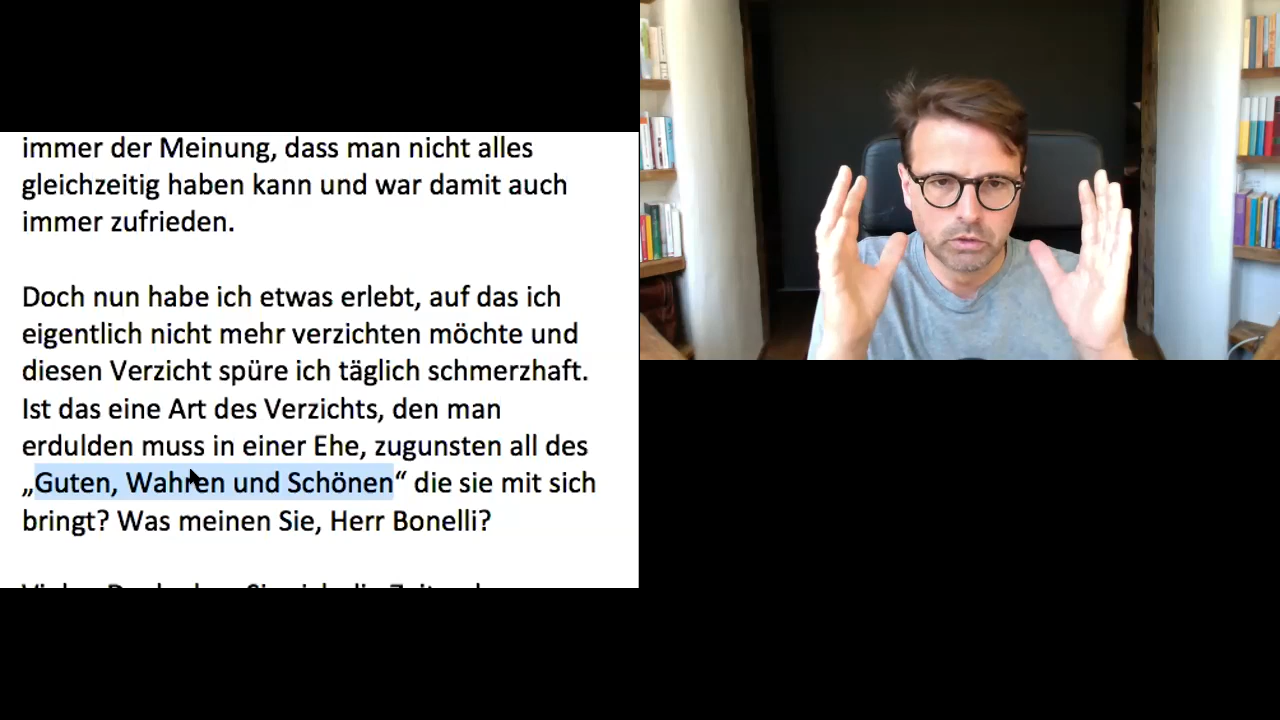 immer der Meinung, dass man nicht alles
gleichzeitig haben kann und war damit auch
immer zufrieden.
Doch nun habe ich etwas erlebt, auf das ich
eigentlich nicht mehr verzichten möchte und
diesen Verzicht spüre ich täglich schmerzhaft.
Ist das eine Art des Verzichts, den man
erdulden muss in einer Ehe, zugunsten all des
„Guten, Wahren und Schönen“ die sie mit sich
bringt? Was meinen Sie, Herr Bonelli?